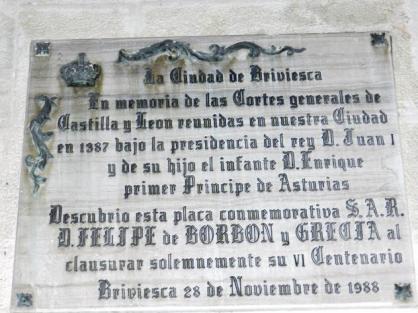 La Ciudad de Briviesca
En memoria de las Cortes generales de
Castilla y Leon reunidas en nuestra Ciudad
en 1387 bajo la presidencia del rey D. Juan I
y de su hijo el infante D. Enrique
primer Principe de Asturias
Descubrio esta placa conmemorativa S.A.R.
D. FELIPE de BORBON y GRECIA al
clausurar solemnemente su VI Centenario
Briviesca 28 de Noviembre de 1988